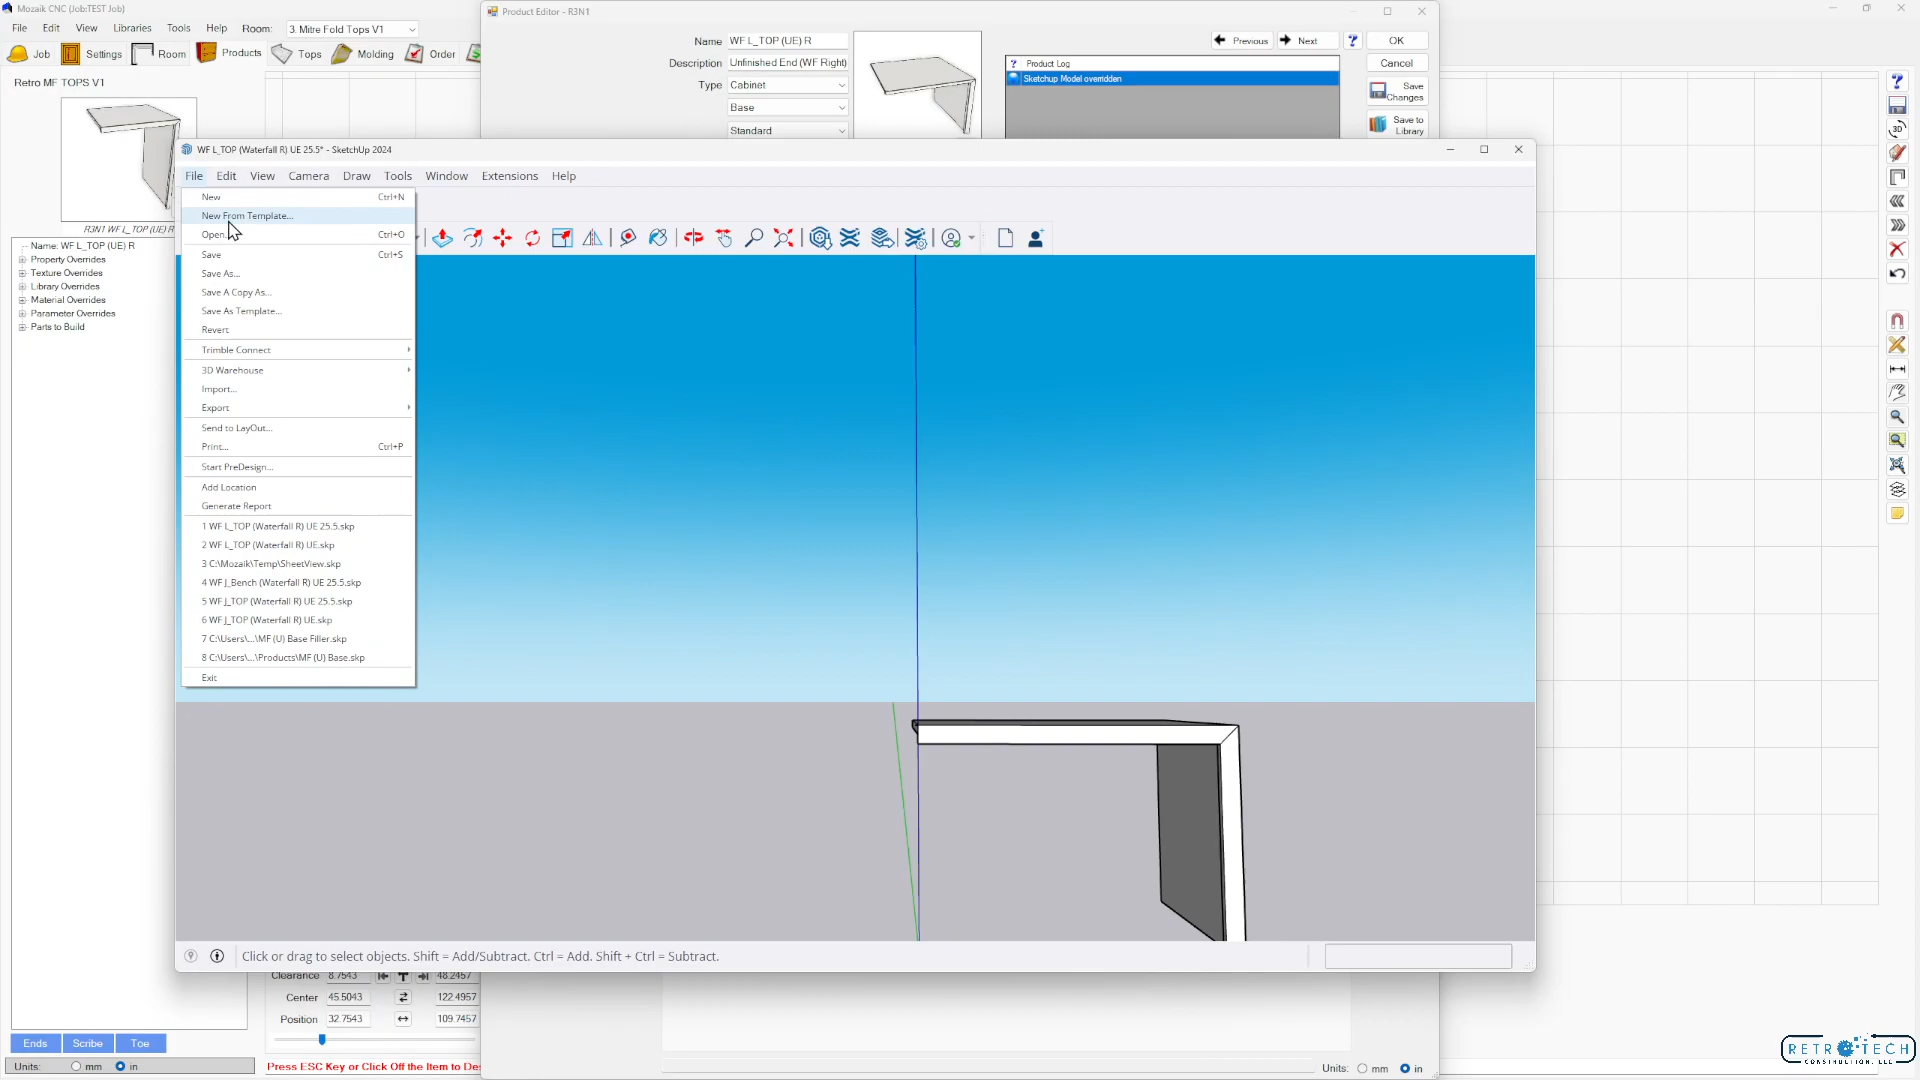 Mozaik CNC (Job:TEST Job)
File Edit View Libraries Tools Help Room: 3. Mitre Fold Tops V1
Job Settings Room Products Tops Molding Order
Retro MF TOPS V1
R3N1 WF L_TOP (UE) R
Name: WF L_TOP (UE) R
Property Overrides
Texture Overrides
Library Overrides
Material Overrides
Parameter Overrides
Parts to Build
Ends Scribe Toe
Units: mm in
Product Editor - R3N1
Name WF L_TOP (UE) R
Description Unfinished End (WF Right)
Type Cabinet
Base
Standard
Previous Next ? OK
? Product Log
Sketchup Model overridden
Cancel
Save Changes
Save to Library
WF L_TOP (Waterfall R) UE 25.5* - SketchUp 2024
File Edit View Camera Draw Tools Window Extensions Help
New Ctrl+N
New From Template...
Open... Ctrl+O
Save Ctrl+S
Save As...
Save A Copy As...
Save As Template...
Revert
Trimble Connect
3D Warehouse
Import...
Export
Send to LayOut...
Print... Ctrl+P
Start PreDesign...
Add Location
Generate Report
1 WF L_TOP (Waterfall R) UE 25.5.skp
2 WF L_TOP (Waterfall R) UE.skp
3 C:\Mozaik\Temp\SheetView.skp
4 WF J_Bench (Waterfall R) UE 25.5.skp
5 WF J_TOP (Waterfall R) UE 25.5.skp
6 WF J_TOP (Waterfall R) UE.skp
7 C:\Users\...\MF (U) Base Filler.skp
8 C:\Users\...\Products\MF (U) Base.skp
Exit
Click or drag to select objects. Shift = Add/Subtract. Ctrl = Add. Shift + Ctrl = Subtract.
Clearance 8.7543 48.2457
Center 45.5043 122.4957
Position 32.7543 109.7457
Press ESC Key or Click Off the Item to De
Units: mm in
?
3D
RETROTECH
CONSTRUCTION, LLC